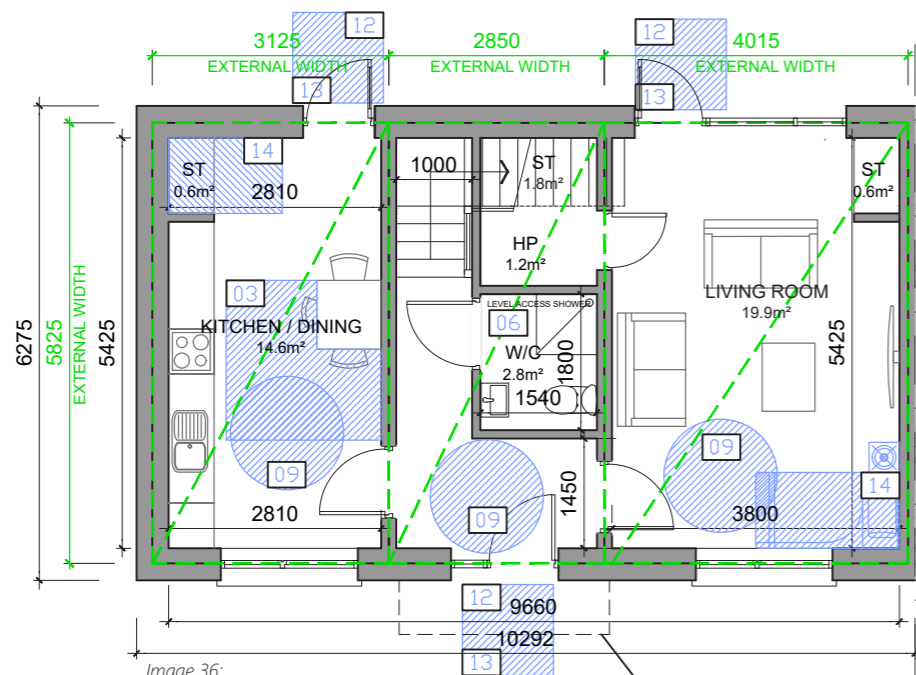 12
12
3125
2850
4015
EXTERNAL WIDTH
EXTERNAL WIDTH
EXTERNAL WIDTH
13
13
14
ST
0.6m²
2810
1000
ST
1.8m²
ST
0.6m²
HP
1.2m²
03
LEVEL ACCESS SHOWER
06
LIVING ROOM
19.9m²
KITCHEN / DINING
14.6m²
W/C
2.8m²
1800
1540
6275
5825
EXTERNAL WIDTH
5425
5425
09
09
09
14
2810
1450
3800
12
9660
10292
13
Image 36: